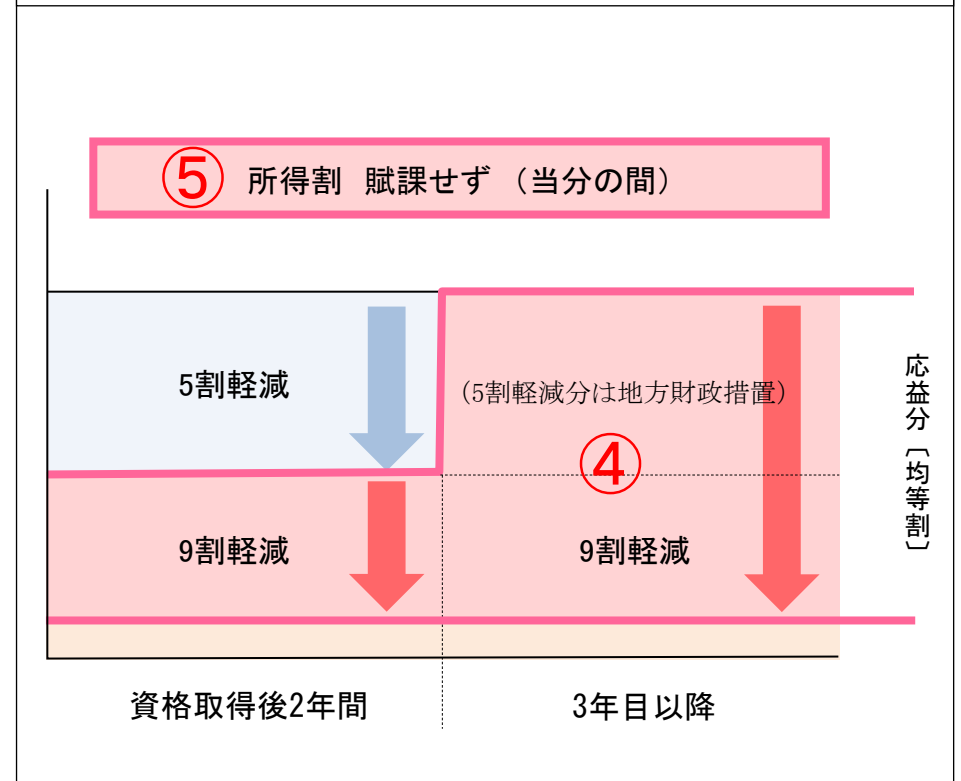 ⑤ 所得割 賦課せず (当分の間)
5割軽減
(5割軽減分は地方財政措置)
④
9割軽減
9割軽減
応益分〔均等割〕
資格取得後2年間
3年目以降